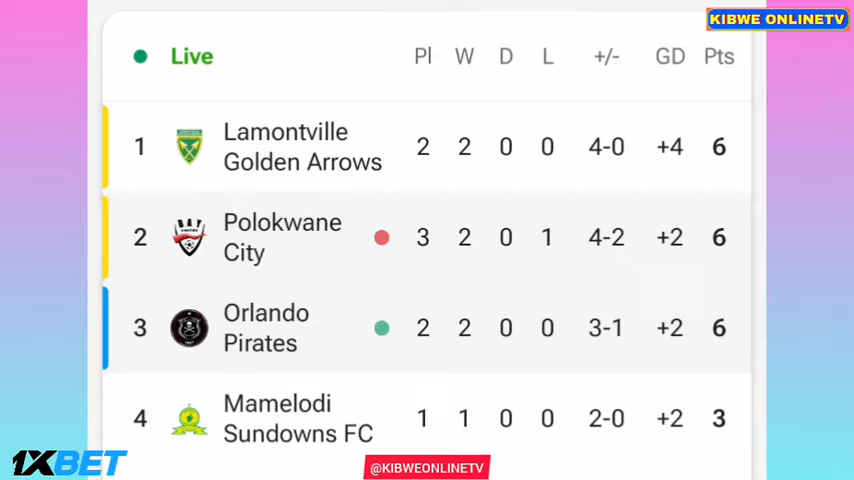 KIBWE ONLINETV
Live Pl W D L +/- GD Pts
1 Lamontville Golden Arrows 2 2 0 0 4-0 +4 6
2 Polokwane City 3 2 0 1 4-2 +2 6
3 Orlando Pirates 2 2 0 0 3-1 +2 6
4 Mamelodi Sundowns FC 1 1 0 0 2-0 +2 3
1XBET
@KIBWEONLINETV